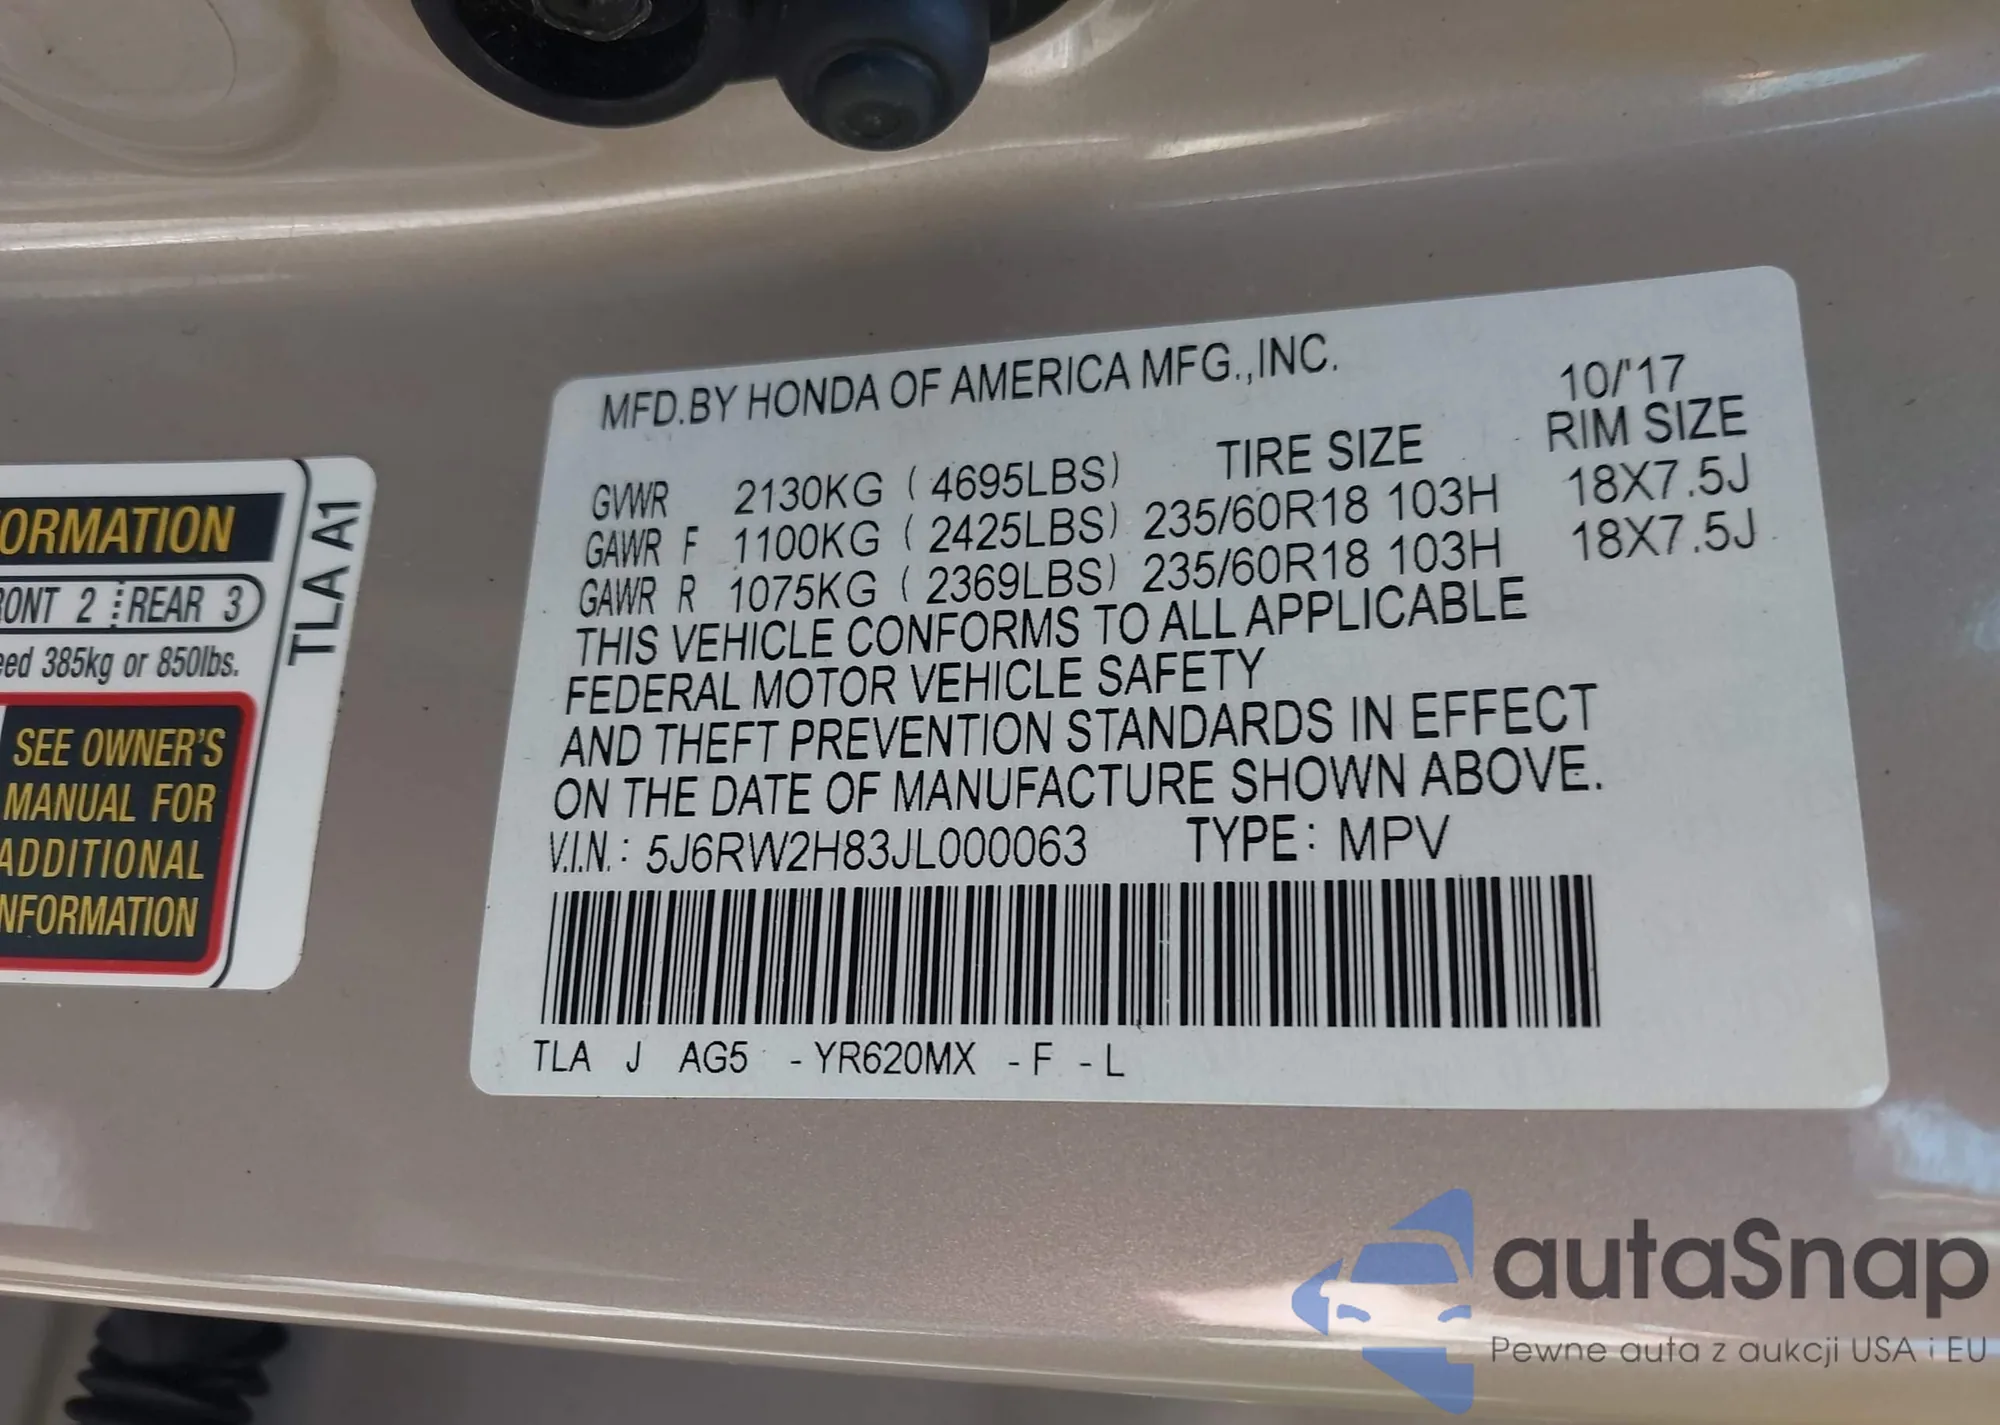 ORMATION
ONT 2 REAR 3
eed 385kg or 850lbs.
SEE OWNER'S
MANUAL FOR
ADDITIONAL
NFORMATION
TLA A1
MFD.BY HONDA OF AMERICA MFG.,INC. 10/'17
GVWR 2130KG (4695LBS) TIRE SIZE RIM SIZE
GAWR F 1100KG (2425LBS) 235/60R18 103H 18X7.5J
GAWR R 1075KG (2369LBS) 235/60R18 103H 18X7.5J
THIS VEHICLE CONFORMS TO ALL APPLICABLE
FEDERAL MOTOR VEHICLE SAFETY
AND THEFT PREVENTION STANDARDS IN EFFECT
ON THE DATE OF MANUFACTURE SHOWN ABOVE.
V.I.N.: 5J6RW2H83JL000063 TYPE: MPV
TLA J AG5 -YR620MX -F -L
autaSnap
Pewne auta z aukcji USA i EU